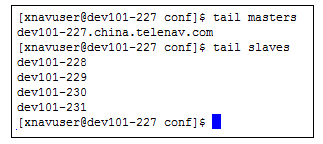 [xnavuser@dev101-227 conf]$ tail masters
dev101-227.china.telenav.com
[xnavuser@dev101-227 conf]$ tail slaves
dev101-228
dev101-229
dev101-230
dev101-231
[xnavuser@dev101-227 conf]$